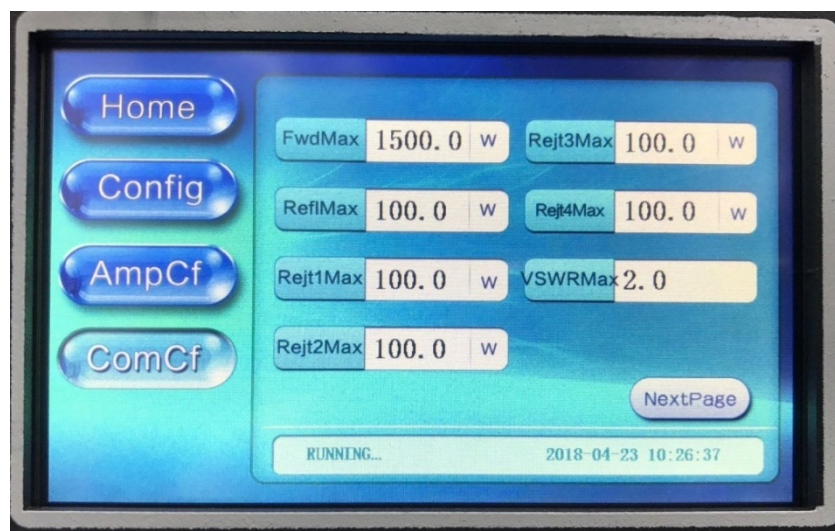 Home
Config
AmpCf
ComCf
FwdMax 1500.0 W
ReflMax 100.0 W
Rejt1Max 100.0 W
Rejt2Max 100.0 W
Rejt3Max 100.0 W
Rejt4Max 100.0 W
VSWRMax 2.0
NextPage
RUNNING... 2018-04-23 10:26:37